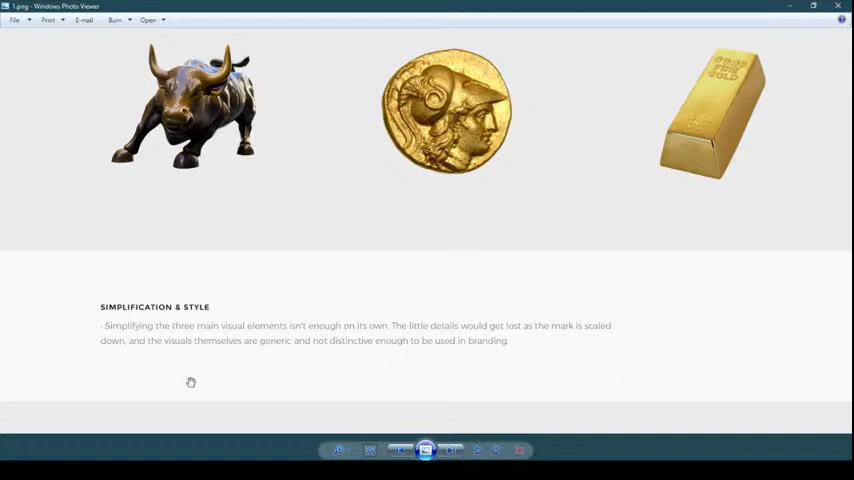 1.png - Windows Photo Viewer
File Print E-mail Burn Open
FINE
GOLD
SIMPLIFICATION & STYLE
- Simplifying the three main visual elements isn't enough on its own. The little details would get lost as the mark is scaled
down, and the visuals themselves are generic and not distinctive enough to be used in branding.